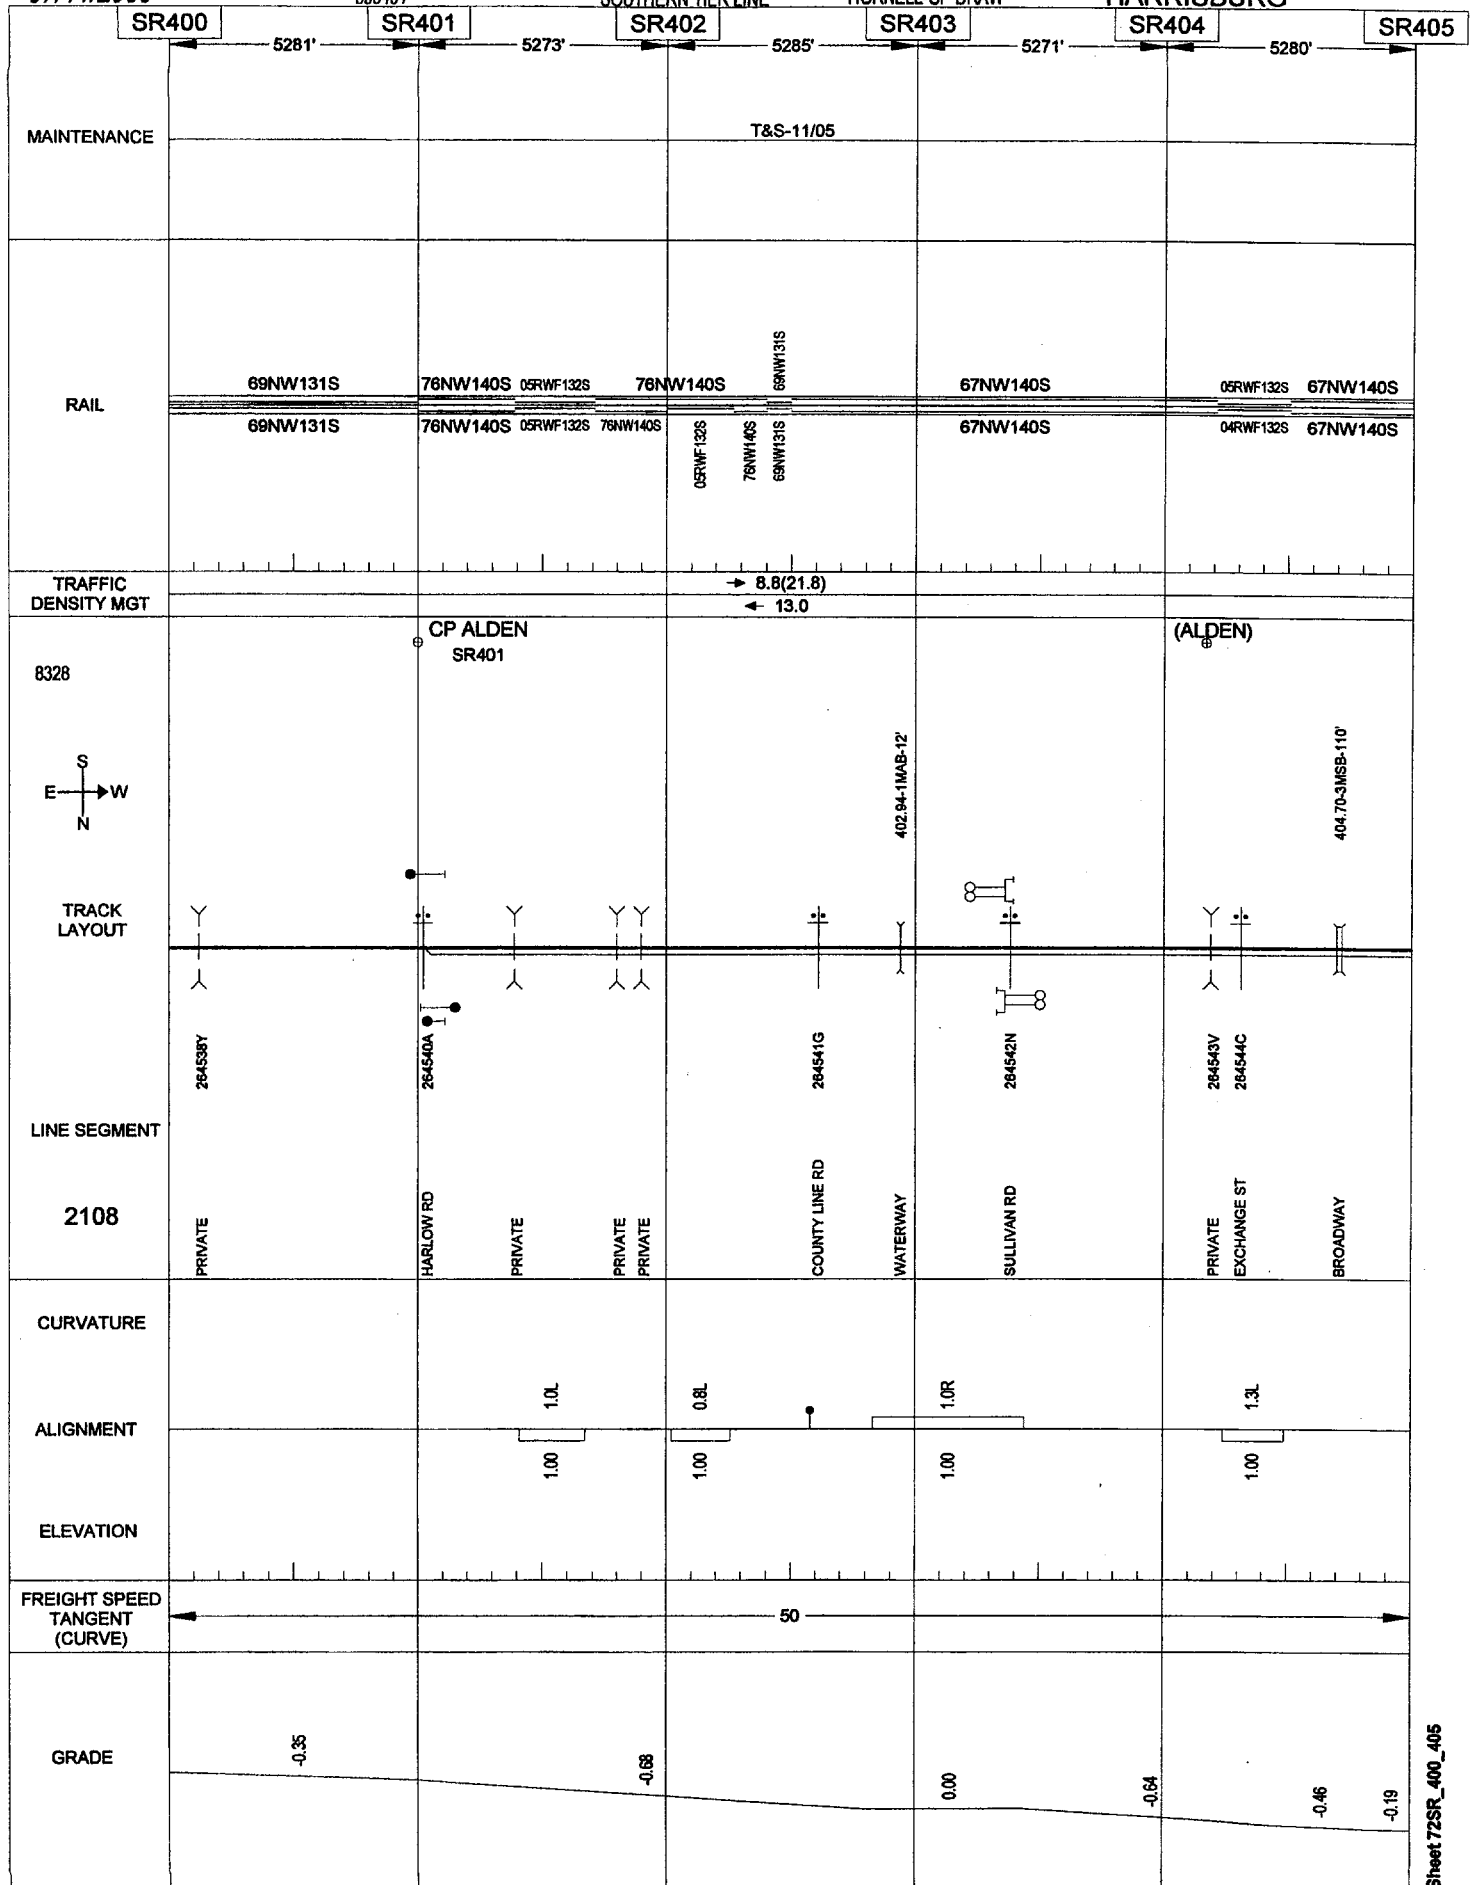 SOUTHERN TIER LINE
HARRISBURG
SR400 SR401 SR402 SR403 SR404 SR405
5281' 5273' 5285' 5271' 5280'
MAINTENANCE
T&S-11/05
RAIL
69NW131S 76NW140S 05RWF132S 76NW140S 69NW131S 67NW140S 05RWF132S 67NW140S
69NW131S 76NW140S 05RWF132S 76NW140S 05RWF132S 76NW140S 69NW131S 67NW140S 04RWF132S 67NW140S
TRAFFIC
DENSITY MGT
8.8(21.8)
13.0
CP ALDEN
SR401
(ALDEN)
8328
S
E W
N
402.94-1MAB-12'
404.70-3MSB-110'
TRACK
LAYOUT
264538Y 264540A 264541G 264542N 264543V 264544C
LINE SEGMENT
2108
PRIVATE HARLOW RD PRIVATE PRIVATE PRIVATE COUNTY LINE RD WATERWAY SULLIVAN RD PRIVATE EXCHANGE ST BROADWAY
CURVATURE
1.0L 0.8L 1.0R 1.3L
ALIGNMENT
1.00 1.00 1.00 1.00
ELEVATION
FREIGHT SPEED
TANGENT
(CURVE)
50
GRADE
-0.35 -0.68 0.00 -0.64 -0.46 -0.19
Sheet 72SR_400_405